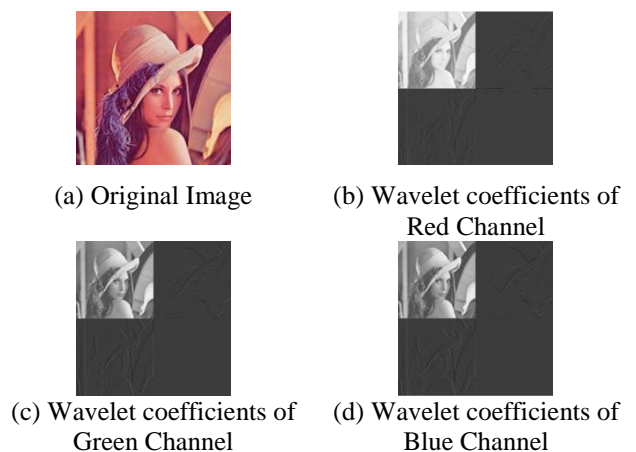 (a) Original Image
(b) Wavelet coefficients of
Red Channel
(c) Wavelet coefficients of
Green Channel
(d) Wavelet coefficients of
Blue Channel